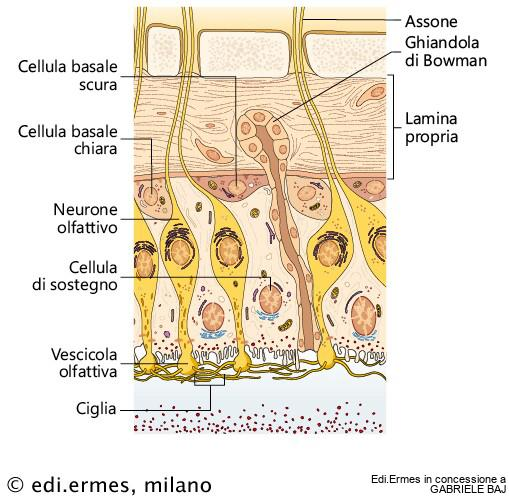 Assone
Ghiandola
di Bowman
Cellula basale
scura
Lamina
propria
Cellula basale
chiara
Neurone
olfattivo
Cellula
di sostegno
Vescicola
olfattiva
Ciglia
© edi.ermes, milano
Edi.Ermes in concessione a
GABRIELE BAJ